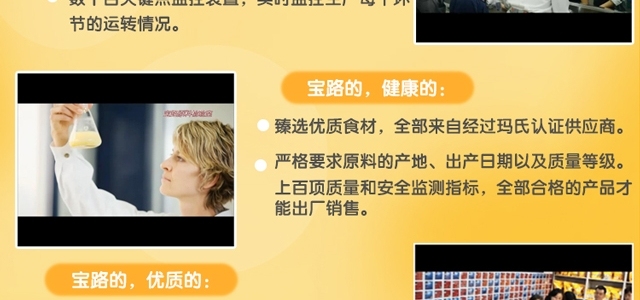 节的运转情况。
宝路的，健康的：
臻选优质食材，全部来自经过玛氏认证供应商。
严格要求原料的产地、出产日期以及质量等级。
上百项质量和安全监测指标，全部合格的产品才
能出厂销售。
宝路的，优质的：